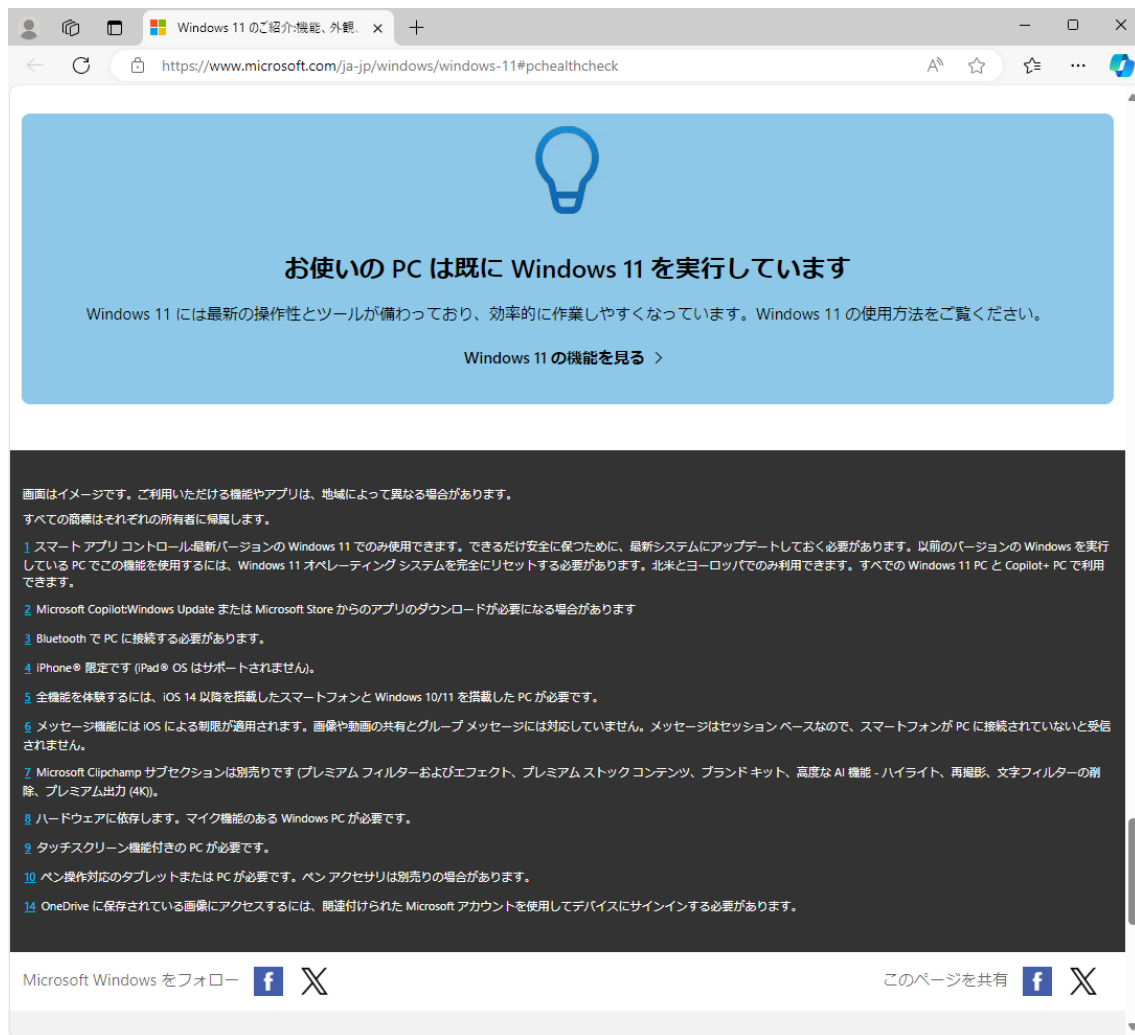 Windows 11 のご紹介:機能、外観、
https://www.microsoft.com/ja-jp/windows/windows-11#pchealthcheck
お使いの PC は既に Windows 11 を実行しています
Windows 11 には最新の操作性とツールが備わっており、効率的に作業しやすくなっています。Windows 11 の使用方法をご覧ください。
Windows 11 の機能を見る
画面はイメージです。ご利用いただける機能やアプリは、地域によって異なる場合があります。
すべての商標はそれぞれの所有者に帰属します。
1 スマート アプリ コントロール:最新バージョンの Windows 11 でのみ使用できます。できるだけ安全に保つために、最新システムにアップデートしておく必要があります。以前のバージョンの Windows を実行
している PC でこの機能を使用するには、Windows 11 オペレーティング システムを完全にリセットする必要があります。北米とヨーロッパでのみ利用できます。すべての Windows 11 PC と Copilot+ PC で利用
できます。
2 Microsoft Copilot:Windows Update または Microsoft Store からのアプリのダウンロードが必要になる場合があります
3 Bluetooth で PC に接続する必要があります。
4 iPhone® 限定です (iPad® OS はサポートされません)。
5 全機能を体験するには、iOS 14 以降を搭載したスマートフォンと Windows 10/11 を搭載した PC が必要です。
6 メッセージ機能には iOS による制限が適用されます。画像や動画の共有とグループ メッセージには対応していません。メッセージはセッション ベースなので、スマートフォンが PC に接続されていないと受信
されません。
7 Microsoft Clipchamp サブセクションは別売りです (プレミアム フィルターおよびエフェクト、プレミアム ストック コンテンツ、ブランド キット、高度な AI 機能 - ハイライト、再撮影、文字フィルターの削
除、プレミアム出力 (4K))。
8 ハードウェアに依存します。マイク機能のある Windows PC が必要です。
9 タッチスクリーン機能付きの PC が必要です。
10 ペン操作対応のタブレットまたは PC が必要です。ペン アクセサリは別売りの場合があります。
14 OneDrive に保存されている画像にアクセスするには、関連付けられた Microsoft アカウントを使用してデバイスにサインインする必要があります。
Microsoft Windows をフォロー
このページを共有